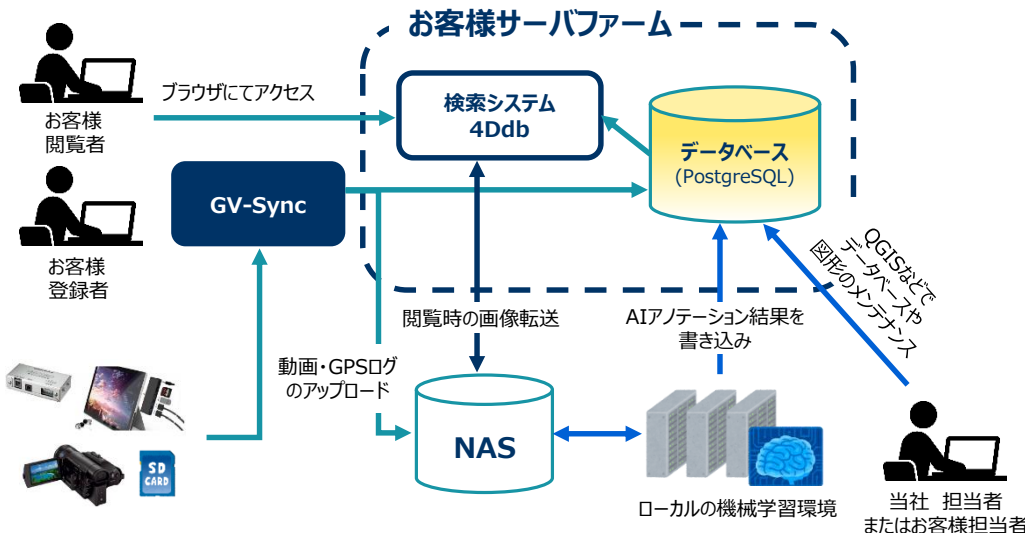 お客様サーバファーム
お客様
閲覧者
ブラウザにてアクセス
検索システム
4Ddb
データベース
(PostgreSQL)
GV-Sync
お客様
登録者
QGISなどで
データベースや
図形のメンテナンス
閲覧時の画像転送
AIアノテーション結果を
書き込み
動画・GPSログ
のアップロード
NAS
SD
CARD
ローカルの機械学習環境
当社 担当者
またはお客様担当者